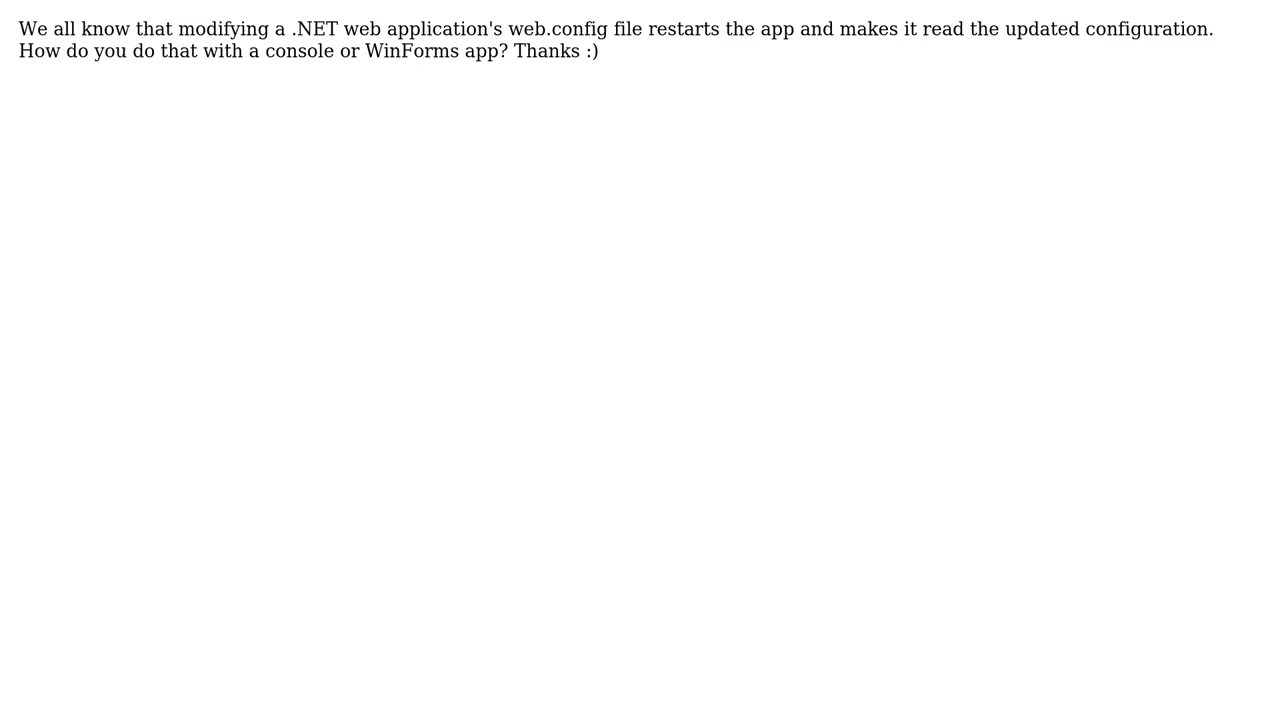 We all know that modifying a .NET web application's web.config file restarts the app and makes it read the updated configuration.
How do you do that with a console or WinForms app? Thanks :)